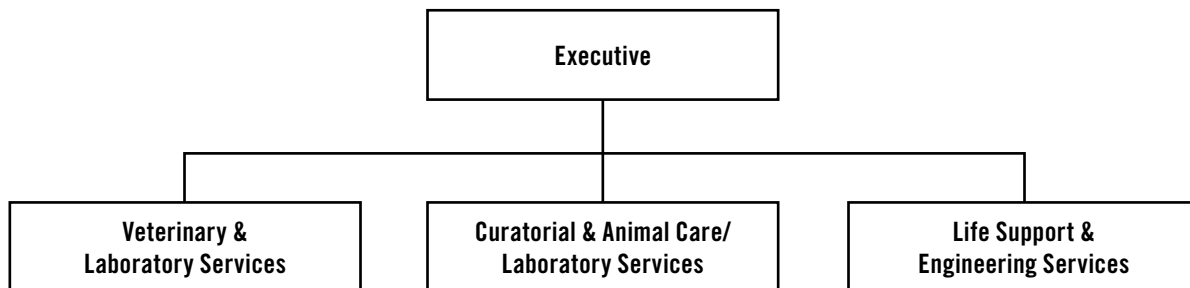 Executive
Veterinary &
Laboratory Services
Curatorial & Animal Care/
Laboratory Services
Life Support &
Engineering Services